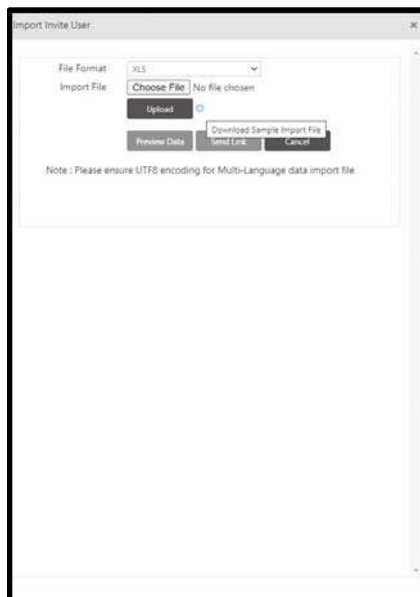 Import Invite User ×
File Format XLS
Import File Choose File No file chosen
Upload
Download Sample Import File
Preview Data Send Link Cancel
Note : Please ensure UTF8 encoding for Multi-Language data import file